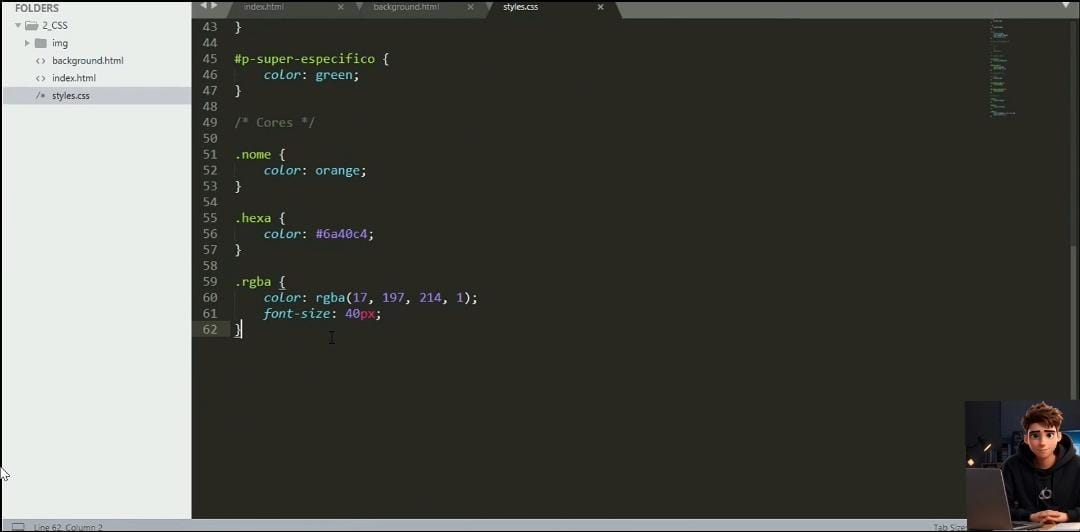 FOLDERS
2_CSS
img
background.html
index.html
styles.css
index.html
background.html
styles.css
43 }
44
45 #p-super-especifico {
46 color: green;
47 }
48
49 /* Cores */
50
51 .nome {
52 color: orange;
53 }
54
55 .hexa {
56 color: #6a40c4;
57 }
58
59 .rgba {
60 color: rgba(17, 197, 214, 1);
61 font-size: 40px;
62 }
Line 62, Column 2
Tab Size